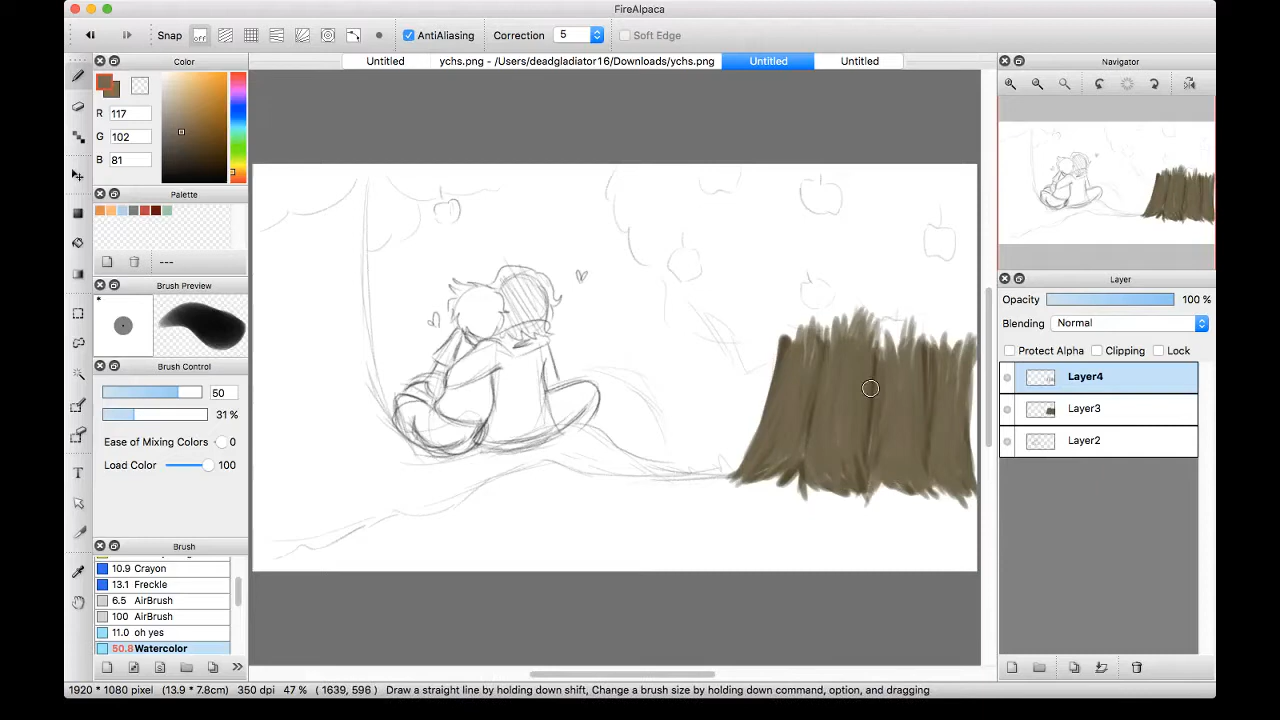 FireAlpaca
Snap off AntiAliasing Correction 5 Soft Edge
Color Untitled ychs.png - /Users/deadgladiator16/Downloads/ychs.png Untitled Untitled Navigator
R 117
G 102
B 81
Palette
---
Brush Preview
*
Layer
Opacity 100 %
Blending Normal
Protect Alpha Clipping Lock
Brush Control
50
31 %
Ease of Mixing Colors 0
Load Color 100
Layer4
Layer3
Layer2
Brush
10.9 Crayon
13.1 Freckle
6.5 AirBrush
100 AirBrush
11.0 oh yes
50.8 Watercolor
1920 * 1080 pixel (13.9 * 7.8cm) 350 dpi 47 % ( 1639, 596 ) Draw a straight line by holding down shift, Change a brush size by holding down command, option, and dragging